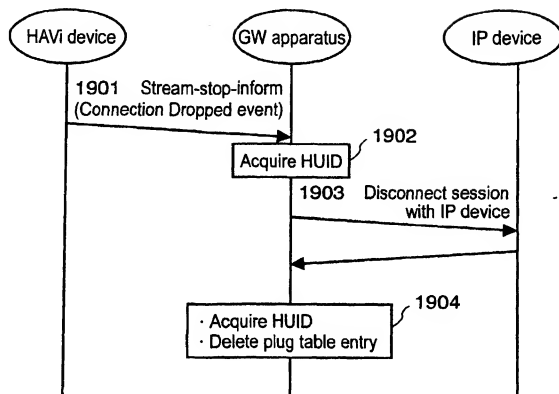 HAVi device
GW apparatus
IP device
1901 Stream-stop-inform
(Connection Dropped event)
1902
Acquire HUID
1903 Disconnect session
with IP device
1904
· Acquire HUID
· Delete plug table entry